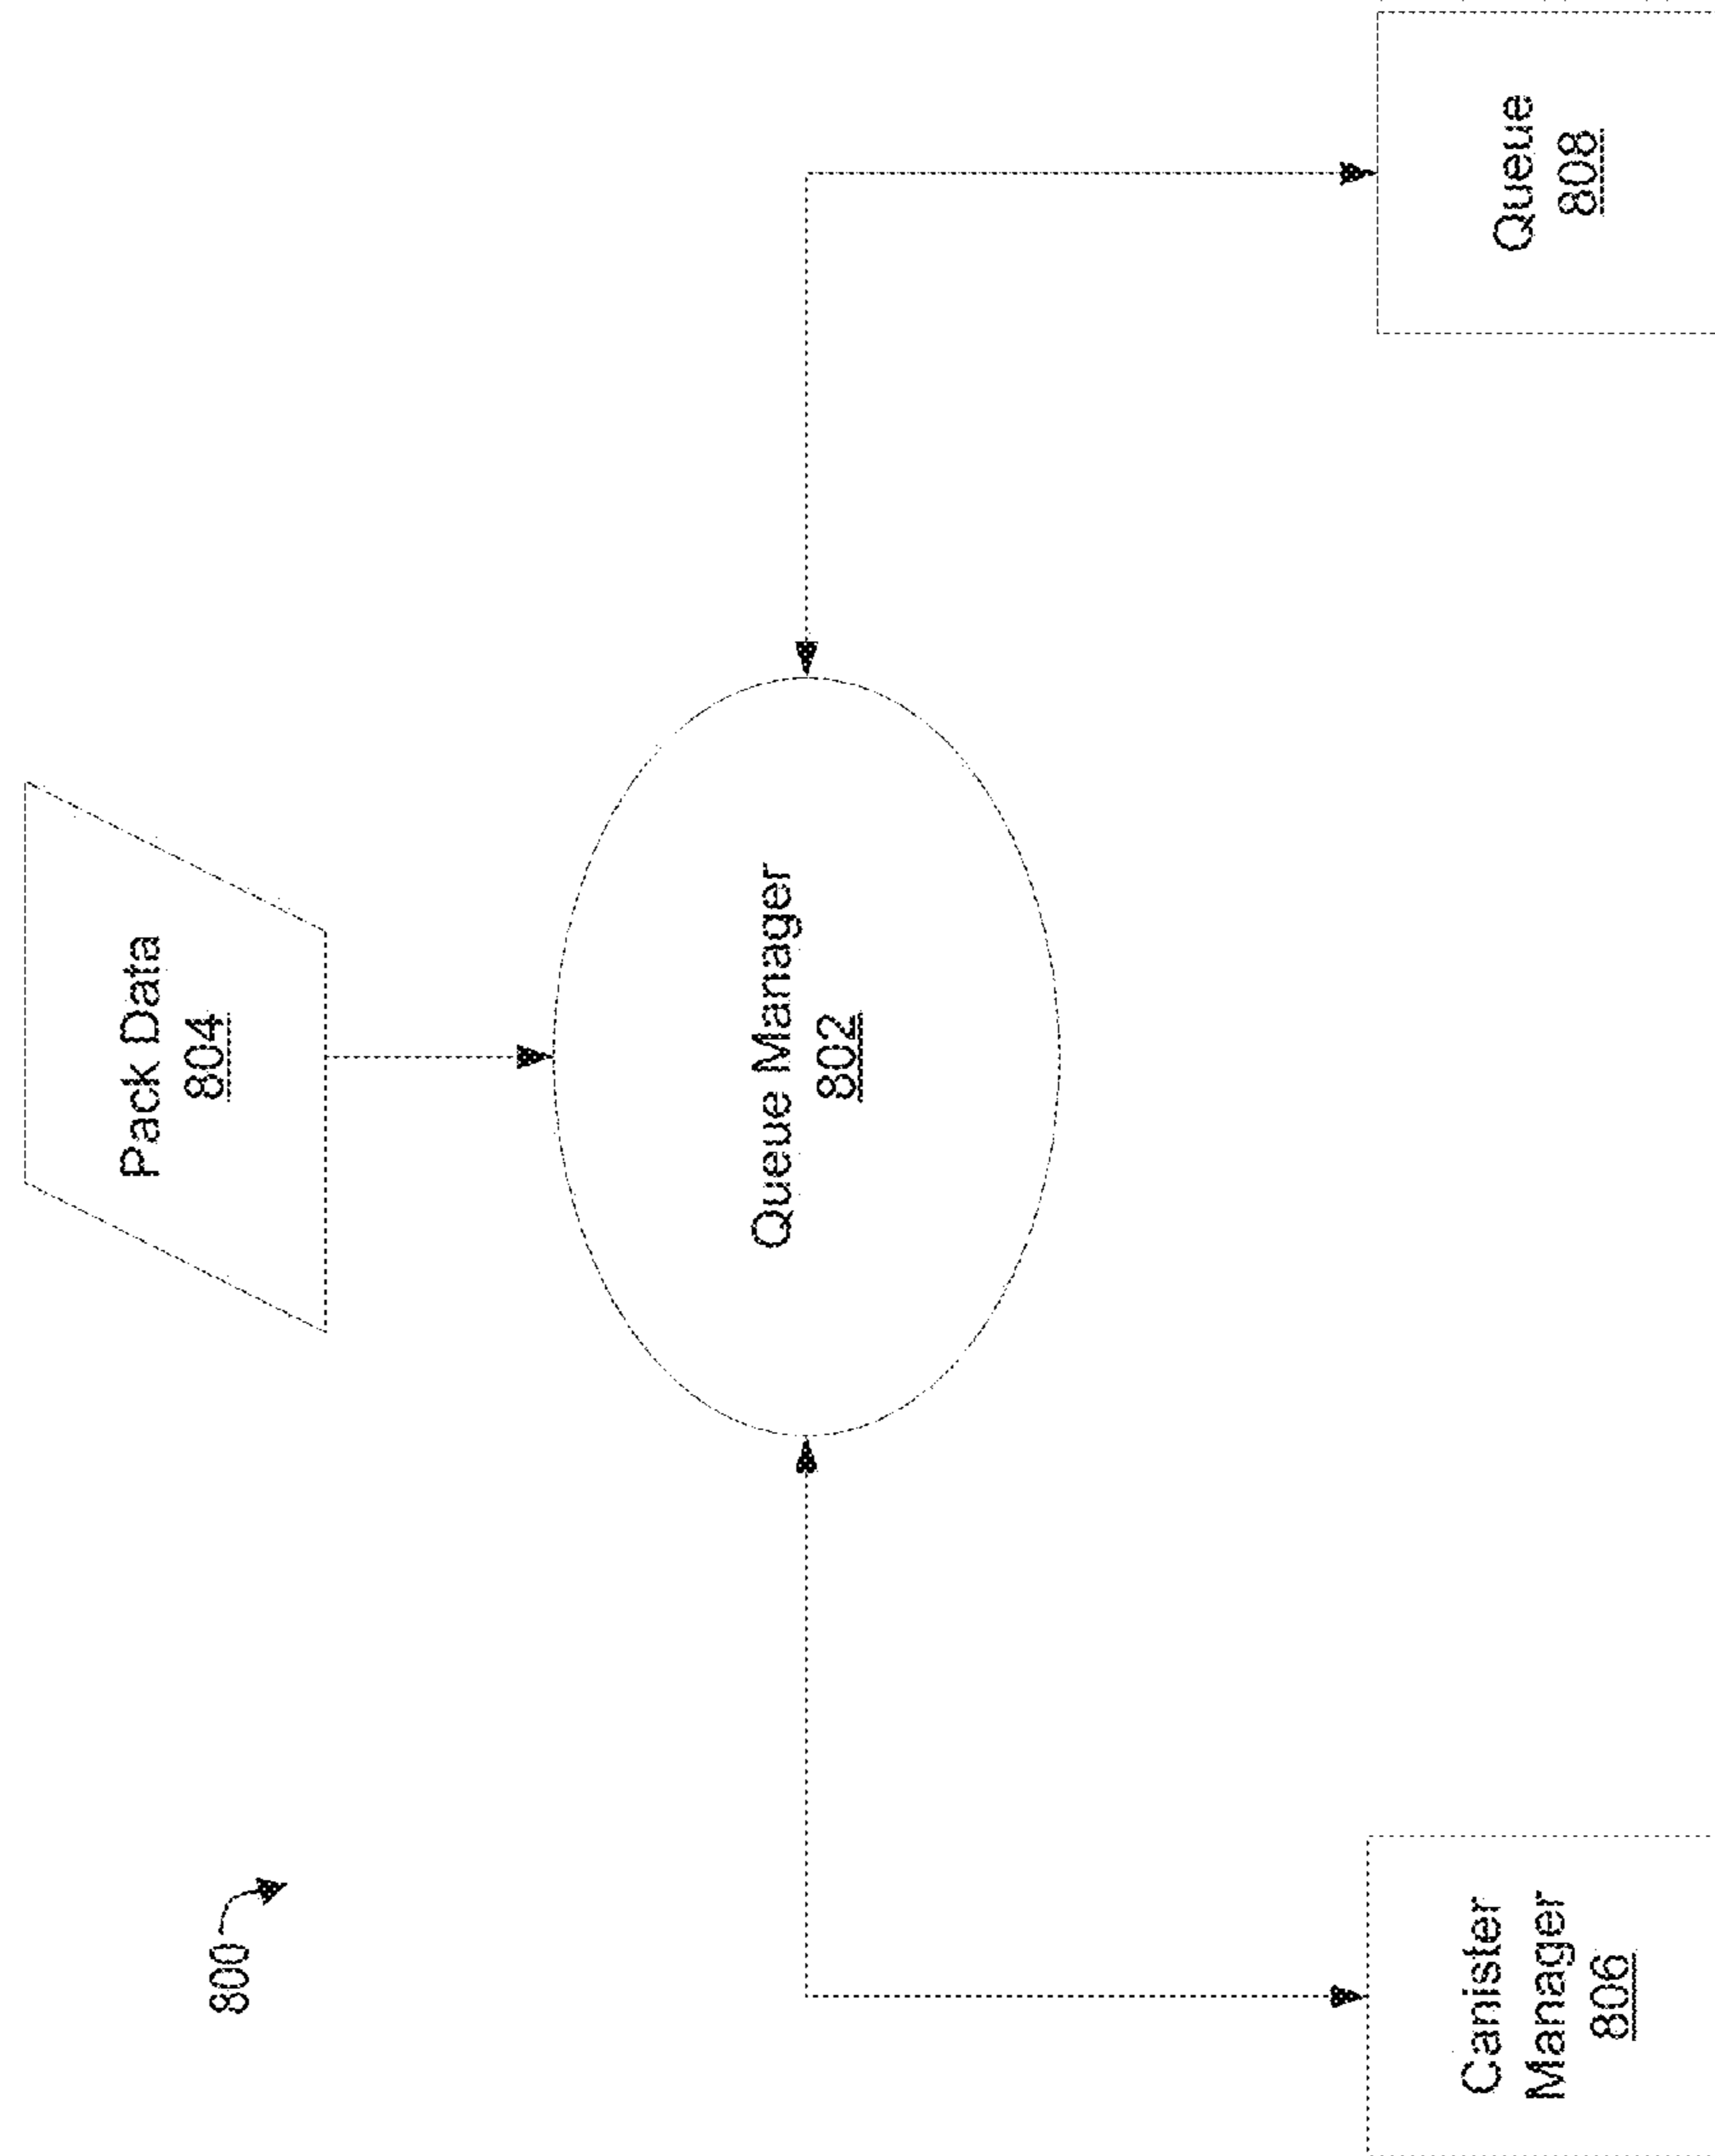 800
Pack Data
804
Queue Manager
802
Canister
Manager
806
Queue
808